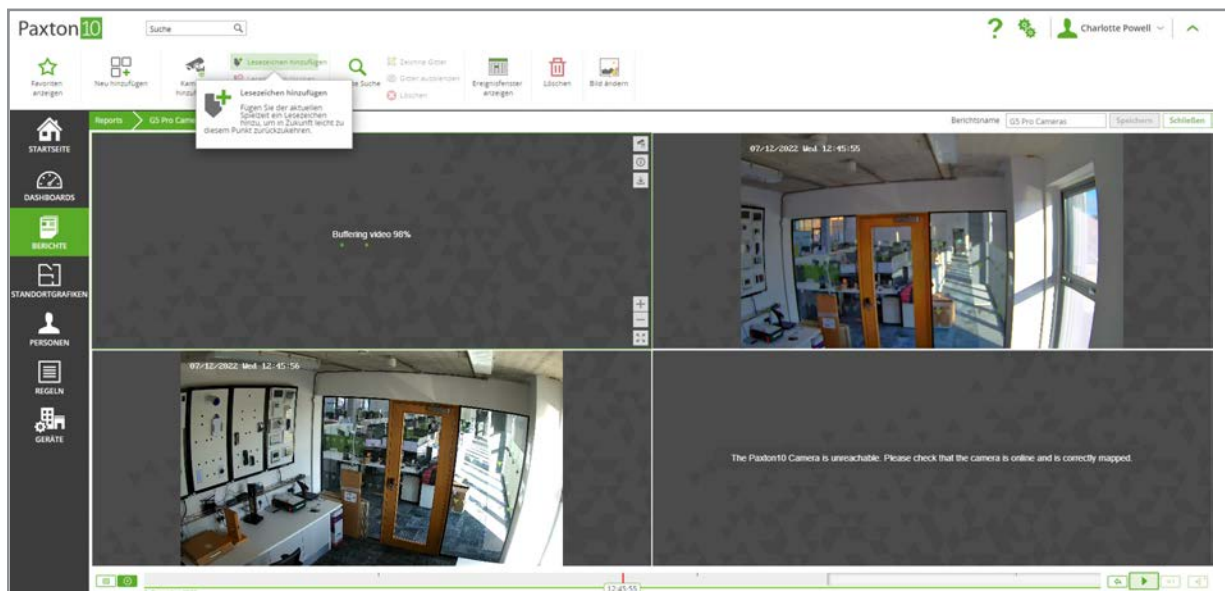 Paxton10
Suche
Charlotte Powell
Favoriten
anzeigen
Neu hinzufügen
Lesezeichen hinzufügen
Suche
Zeichne Gitter
Gitter ausblenden
Löschen
Ereignisfenster
anzeigen
Löschen
Bild ändern
Lesezeichen hinzufügen
Fügen Sie der aktuellen
Spielzeit ein Lesezeichen
hinzu, um in Zukunft leicht zu
diesem Punkt zurückzukehren.
Reports
G5 Pro
Berichtsname
G5 Pro Cameras
Speichern
Schließen
STARTSEITE
DASHBOARDS
BERICHTE
STANDORTGRAFIKEN
PERSONEN
REGELN
GERÄTE
Buffering video 98%
07/12/2022 Wed 12:45:55
07/12/2022 Wed 12:45:56
The Paxton10 Camera is unreachable. Please check that the camera is online and is correctly mapped.
12:45:55